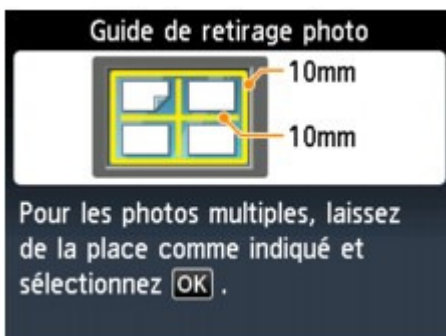 Guide de retirage photo
10mm
10mm
Pour les photos multiples, laissez
de la place comme indiqué et
sélectionnez OK .